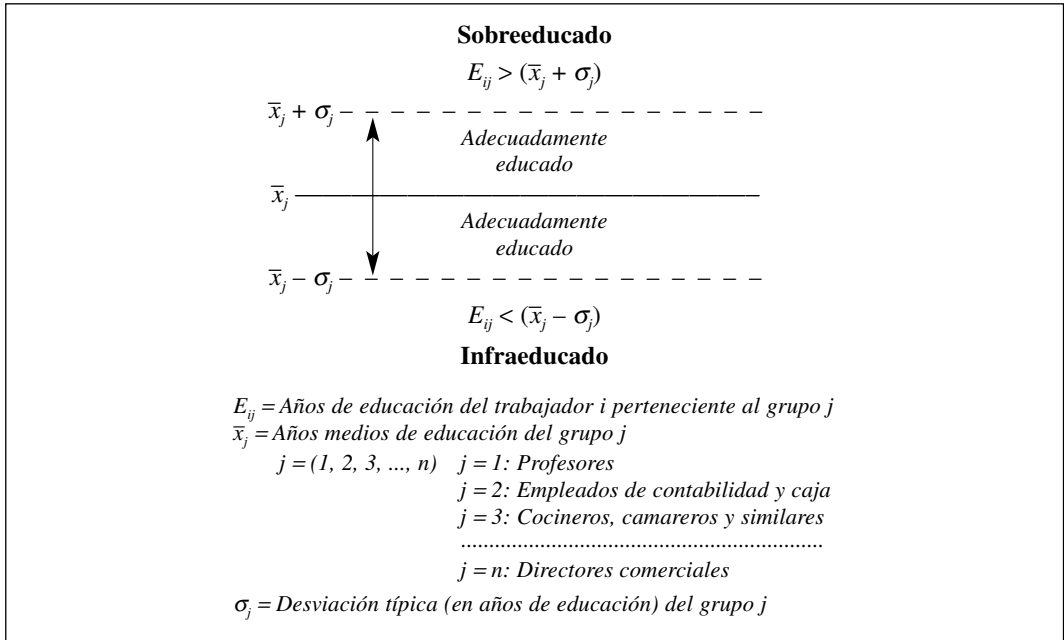 Sobreeducado
E_ij > (x̄_j + σ_j)
x̄_j + σ_j
Adecuadamente
educado
x̄_j
Adecuadamente
educado
x̄_j − σ_j
E_ij < (x̄_j − σ_j)
Infraeducado
E_ij = Años de educación del trabajador i perteneciente al grupo j
x̄_j = Años medios de educación del grupo j
j = (1, 2, 3, ..., n) j = 1: Profesores
j = 2: Empleados de contabilidad y caja
j = 3: Cocineros, camareros y similares
..............................................................
j = n: Directores comerciales
σ_j = Desviación típica (en años de educación) del grupo j